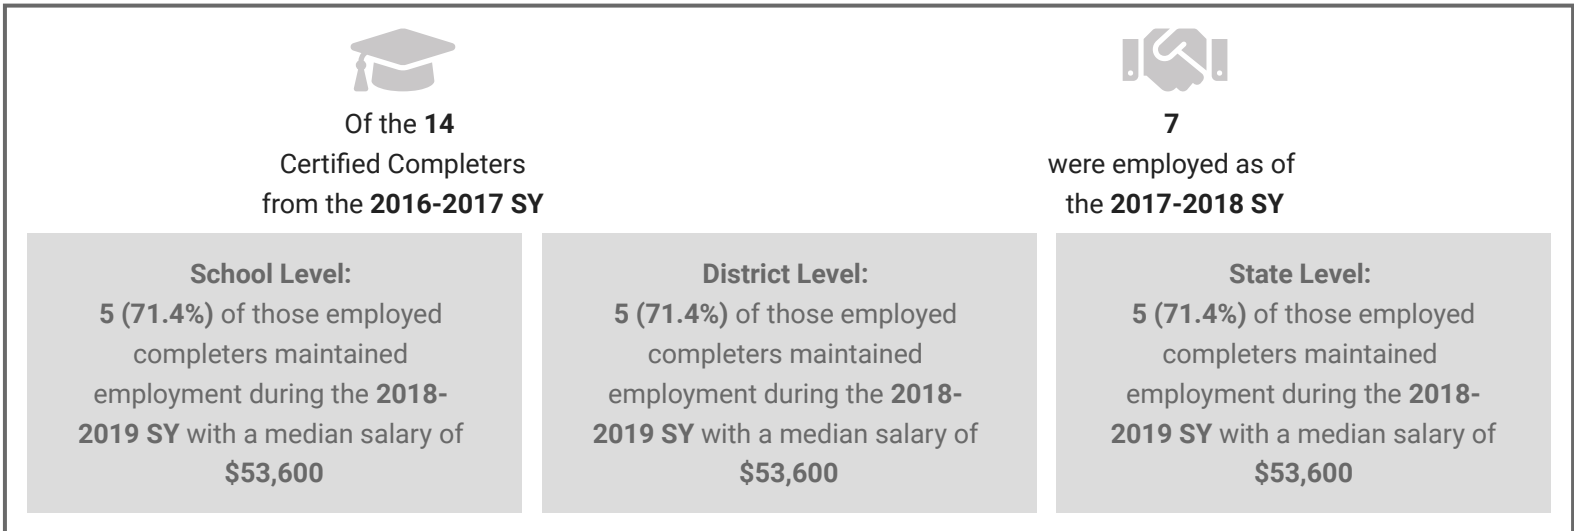 Of the 14
Certified Completers
from the 2016-2017 SY
7
were employed as of
the 2017-2018 SY
School Level:
5 (71.4%) of those employed
completers maintained
employment during the 2018-
2019 SY with a median salary of
$53,600
District Level:
5 (71.4%) of those employed
completers maintained
employment during the 2018-
2019 SY with a median salary of
$53,600
State Level:
5 (71.4%) of those employed
completers maintained
employment during the 2018-
2019 SY with a median salary of
$53,600